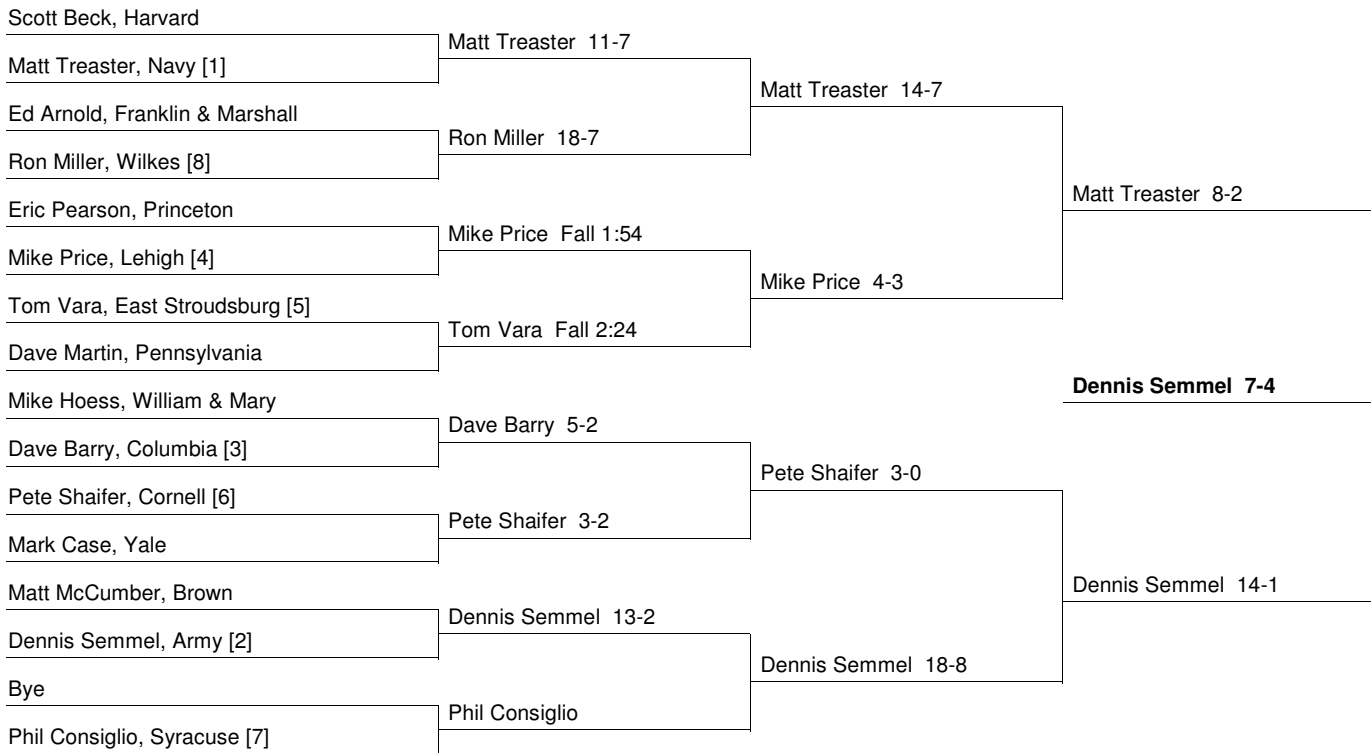 Scott Beck, Harvard
Matt Treaster, Navy [1]
Ed Arnold, Franklin & Marshall
Ron Miller, Wilkes [8]
Eric Pearson, Princeton
Mike Price, Lehigh [4]
Tom Vara, East Stroudsburg [5]
Dave Martin, Pennsylvania
Mike Hoess, William & Mary
Dave Barry, Columbia [3]
Pete Shaifer, Cornell [6]
Mark Case, Yale
Matt McCumber, Brown
Dennis Semmel, Army [2]
Bye
Phil Consiglio, Syracuse [7]
Matt Treaster 11-7
Ron Miller 18-7
Mike Price Fall 1:54
Tom Vara Fall 2:24
Dave Barry 5-2
Pete Shaifer 3-2
Dennis Semmel 13-2
Phil Consiglio
Matt Treaster 14-7
Mike Price 4-3
Pete Shaifer 3-0
Dennis Semmel 18-8
Matt Treaster 8-2
Dennis Semmel 7-4
Dennis Semmel 14-1